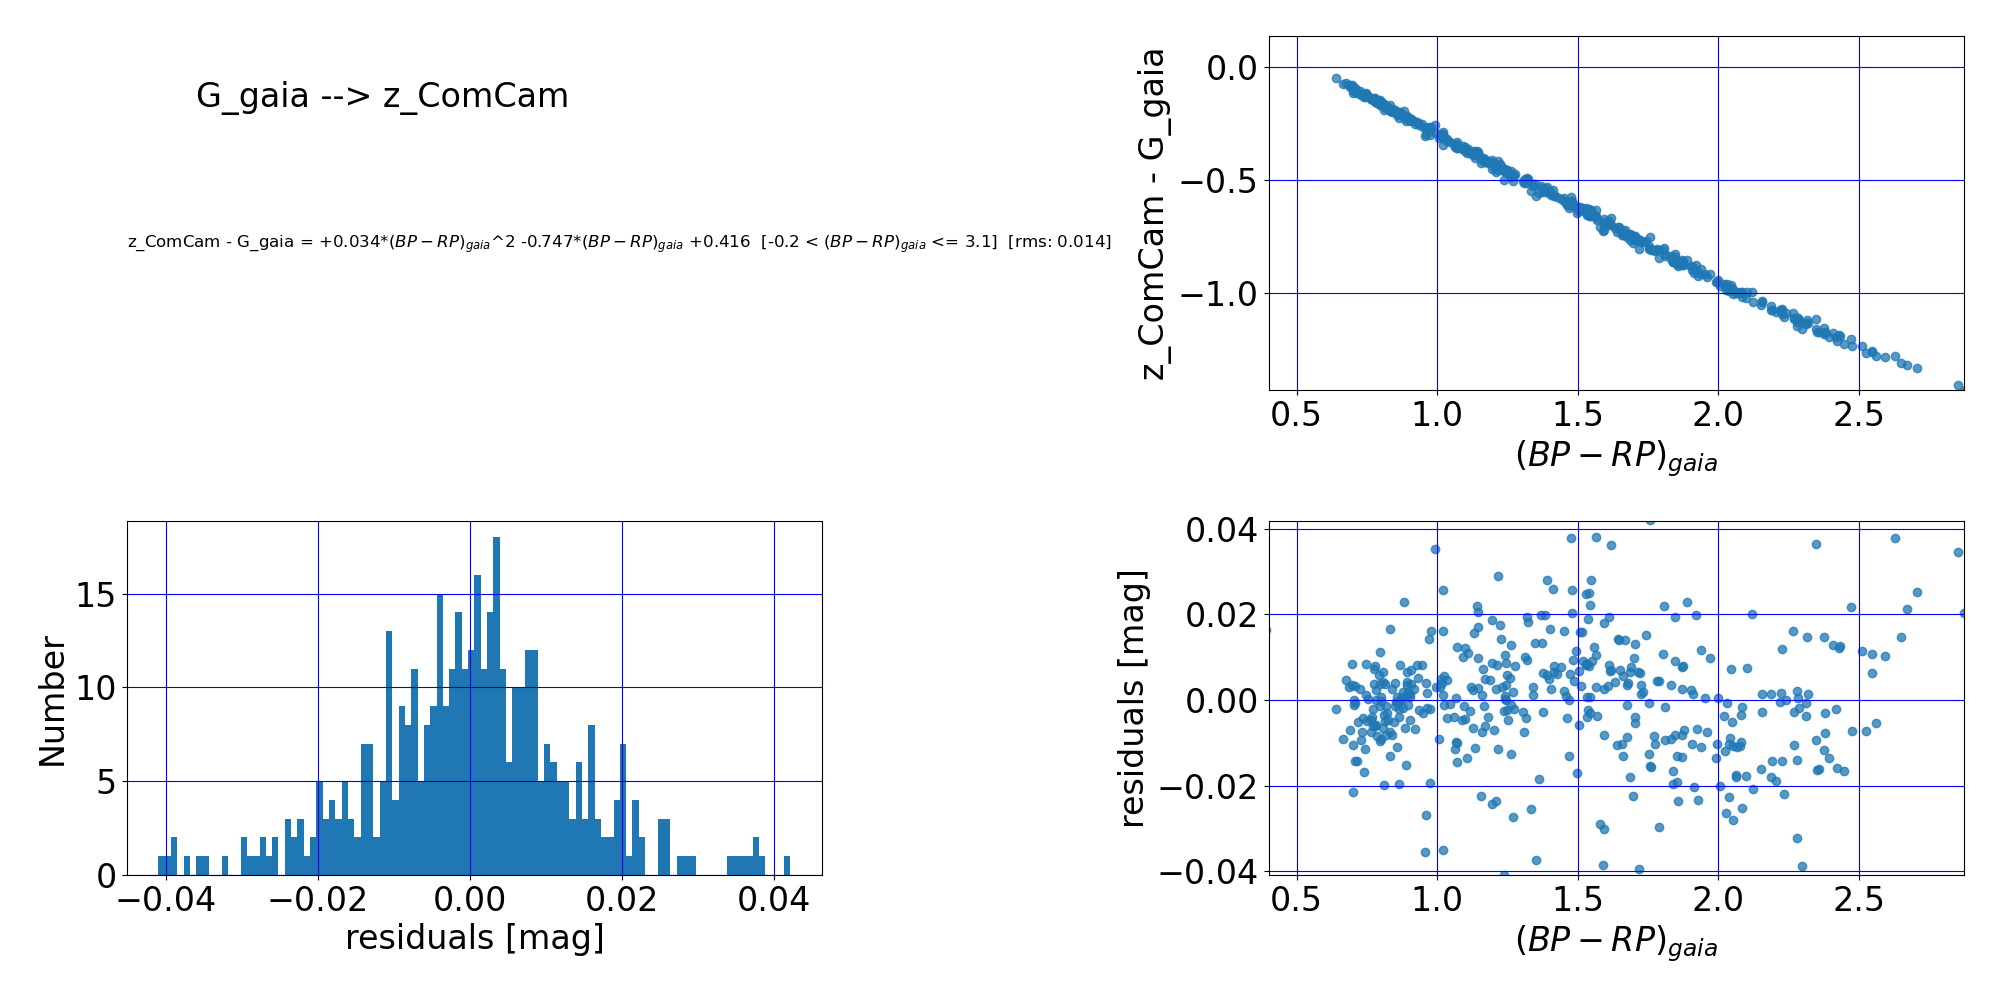 G_gaia --> z_ComCam
z_ComCam - G_gaia = +0.034*(BP − RP)gaia^2 -0.747*(BP − RP)gaia +0.416  [-0.2 < (BP − RP)gaia <= 3.1]  [rms: 0.014]
z_ComCam - G_gaia
0.0
−0.5
−1.0
0.5 1.0 1.5 2.0 2.5
(BP − RP)gaia
Number
15
10
5
0
−0.04 −0.02 0.00 0.02 0.04
residuals [mag]
residuals [mag]
0.04
0.02
0.00
−0.02
−0.04
0.5 1.0 1.5 2.0 2.5
(BP − RP)gaia